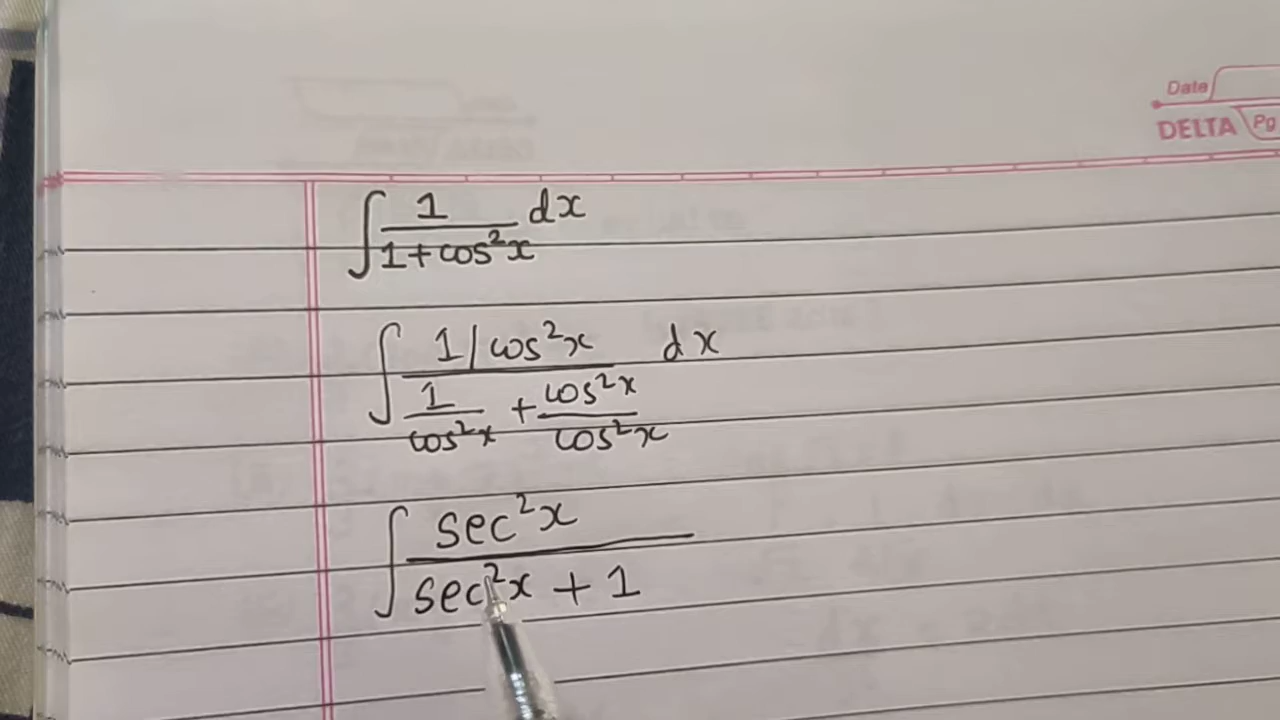 Date
DELTA Pg
∫ 1/(1+cos²x) dx
∫ (1/cos²x)/(1/cos²x + cos²x/cos²x) dx
∫ sec²x/(sec²x + 1)